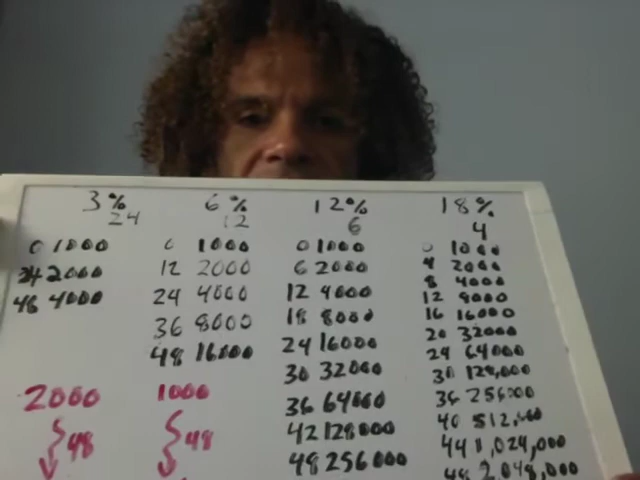 3% 6% 12% 18%
24 12 6 4
0 1000 0 1000 0 1000 0 1000
24 2000 12 2000 6 2000 4 2000
48 4000 24 4000 12 4000 8 4000
36 8000 18 8000 12 8000
48 16000 24 16000 16 16000
30 32000 20 32000
36 64000 24 64000
42 128000 30 128,000
48 256000 36 256000
40 512,000
44 1,024,000
48 2,048,000
2000 1000
48 48